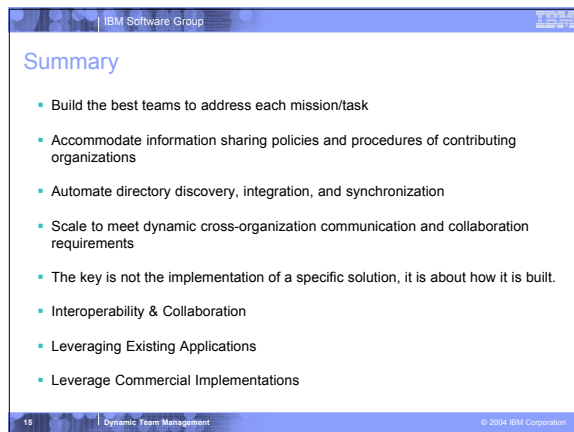 IBM Software Group
IBM
Summary
▪ Build the best teams to address each mission/task
▪ Accommodate information sharing policies and procedures of contributing
organizations
▪ Automate directory discovery, integration, and synchronization
▪ Scale to meet dynamic cross-organization communication and collaboration
requirements
▪ The key is not the implementation of a specific solution, it is about how it is built.
▪ Interoperability & Collaboration
▪ Leveraging Existing Applications
▪ Leverage Commercial Implementations
15 Dynamic Team Management © 2004 IBM Corporation